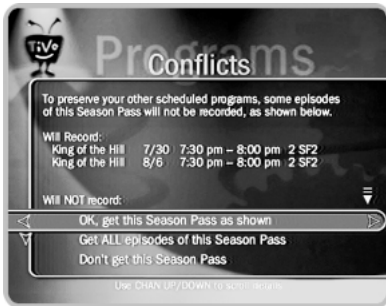 TiVo
Programs
Conflicts
To preserve your other scheduled programs, some episodes
of this Season Pass will not be recorded, as shown below.
Will Record:
King of the Hill 7/30 7:30 pm – 8:00 pm 2 SF2
King of the Hill 8/6 7:30 pm – 8:00 pm 2 SF2
Will NOT record:
OK, get this Season Pass as shown
Get ALL episodes of this Season Pass
Don't get this Season Pass
Use CHAN UP/DOWN to scroll